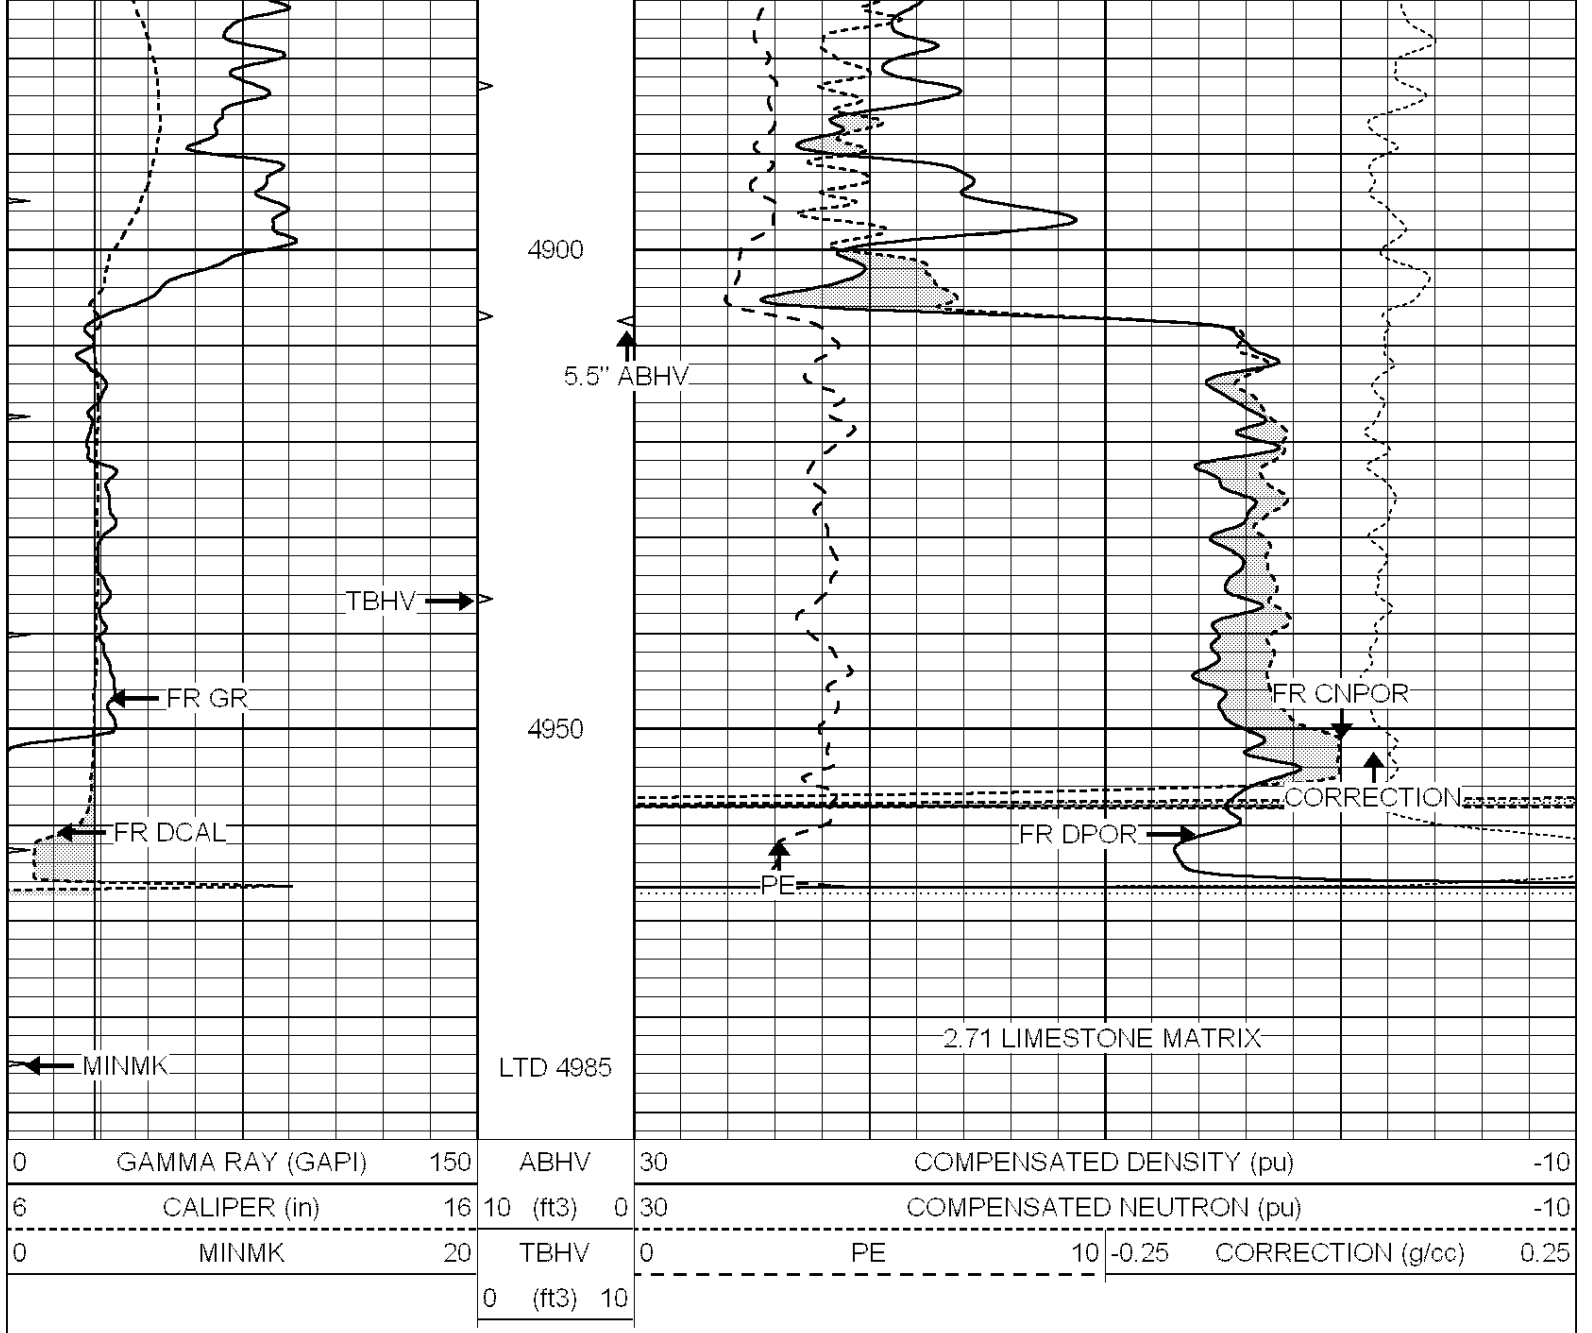 4900
5.5" ABHV
TBHV
FR GR
FR CNPOR
4950
CORRECTION
FR DCAL
FR DPOR
PE
2.71 LIMESTONE MATRIX
MINMK
LTD 4985
0 GAMMA RAY (GAPI) 150 ABHV 30 COMPENSATED DENSITY (pu) -10
6 CALIPER (in) 16 10 (ft3) 0 30 COMPENSATED NEUTRON (pu) -10
0 MINMK 20 TBHV 0 PE 10 -0.25 CORRECTION (g/cc) 0.25
0 (ft3) 10